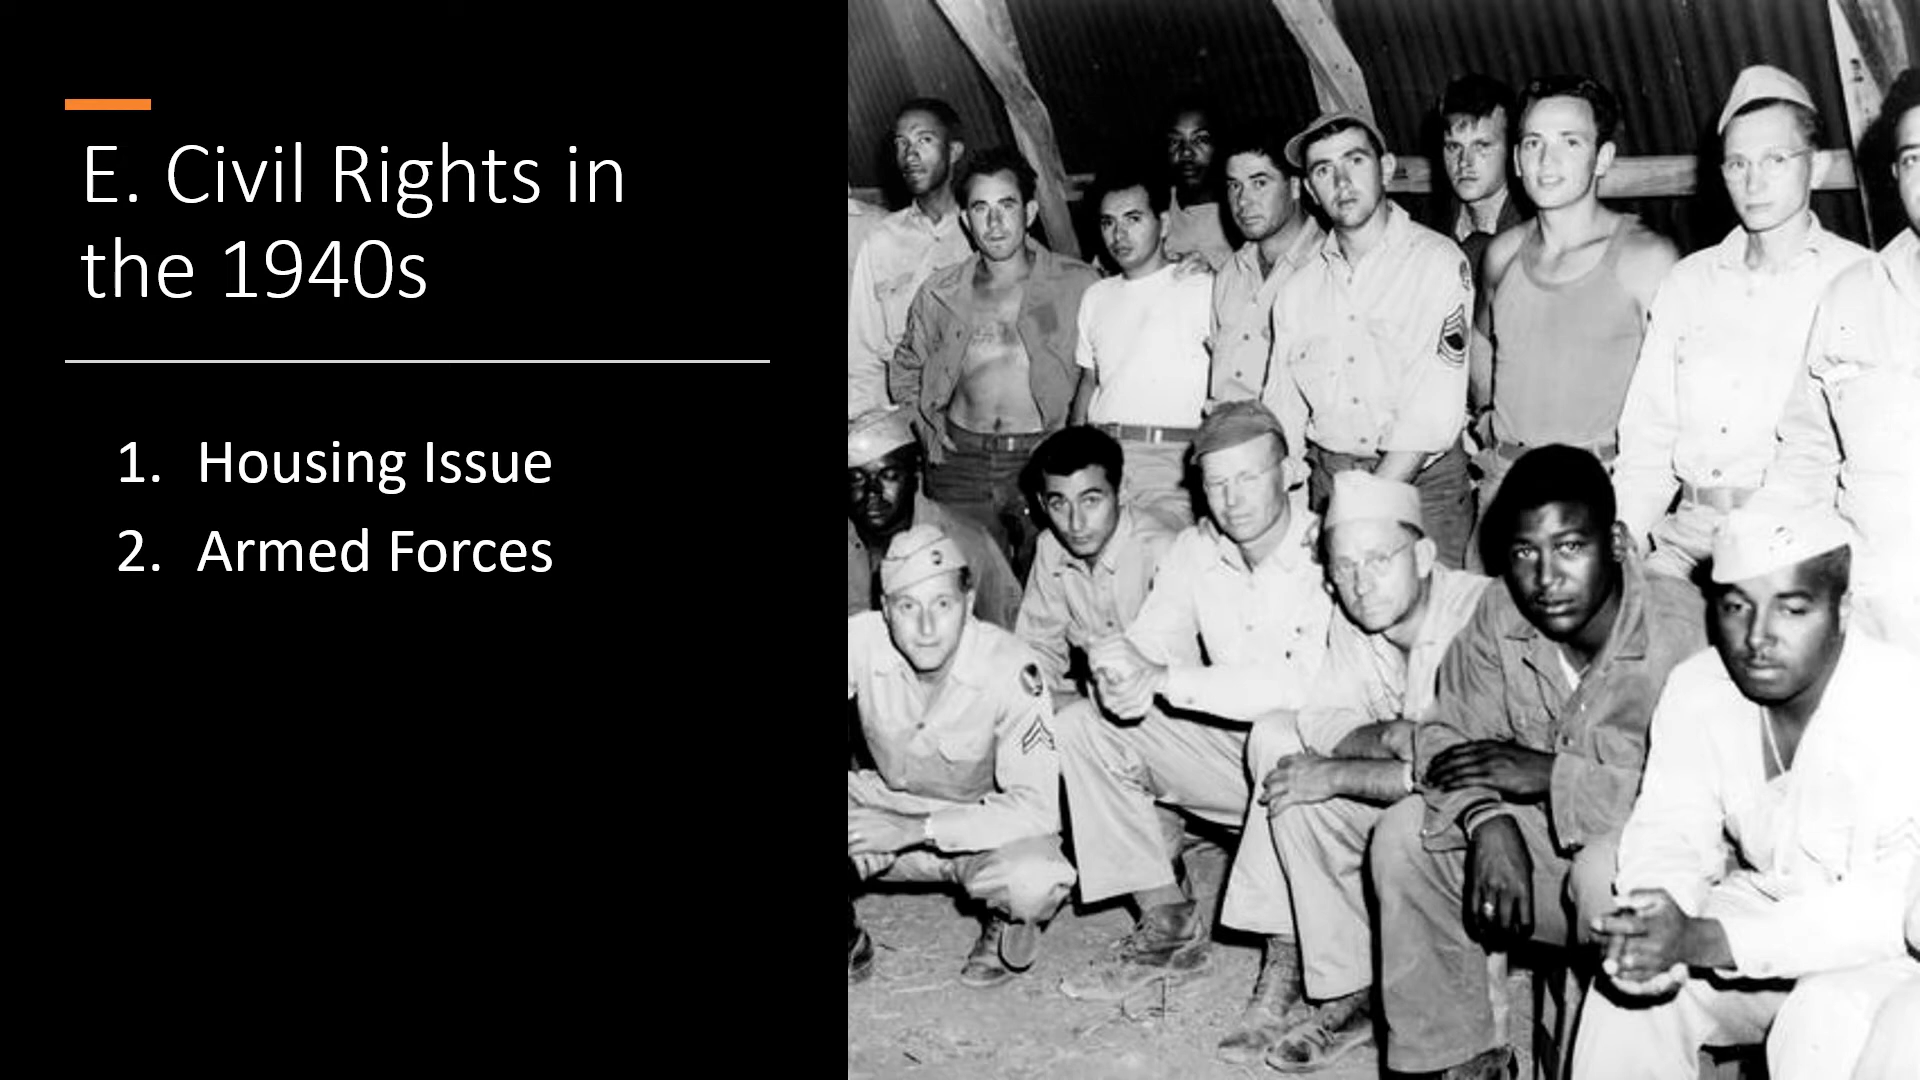 E. Civil Rights in
the 1940s
1. Housing Issue
2. Armed Forces